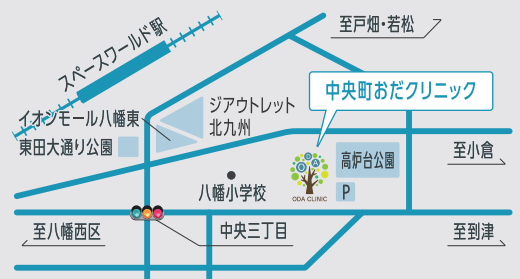 スペースワールド駅
至戸畑・若松
中央町おだクリニック
ジアウトレット
北九州
イオンモール八幡東
東田大通り公園
至小倉
高炉台公園
P
ODA
ODA CLINIC
八幡小学校
至八幡西区
中央三丁目
至到津